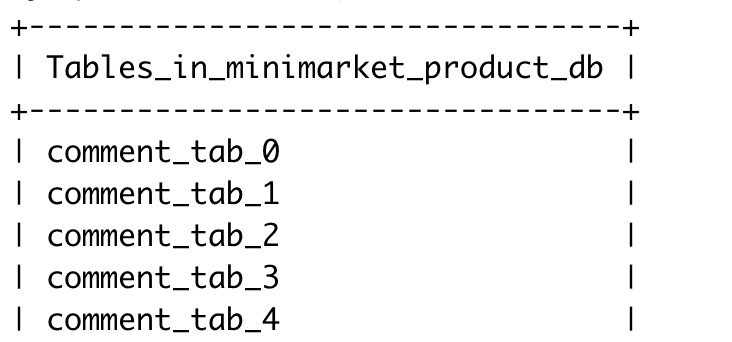 +---------------------------------+
| Tables_in_minimarket_product_db |
+---------------------------------+
| comment_tab_0                   |
| comment_tab_1                   |
| comment_tab_2                   |
| comment_tab_3                   |
| comment_tab_4                   |